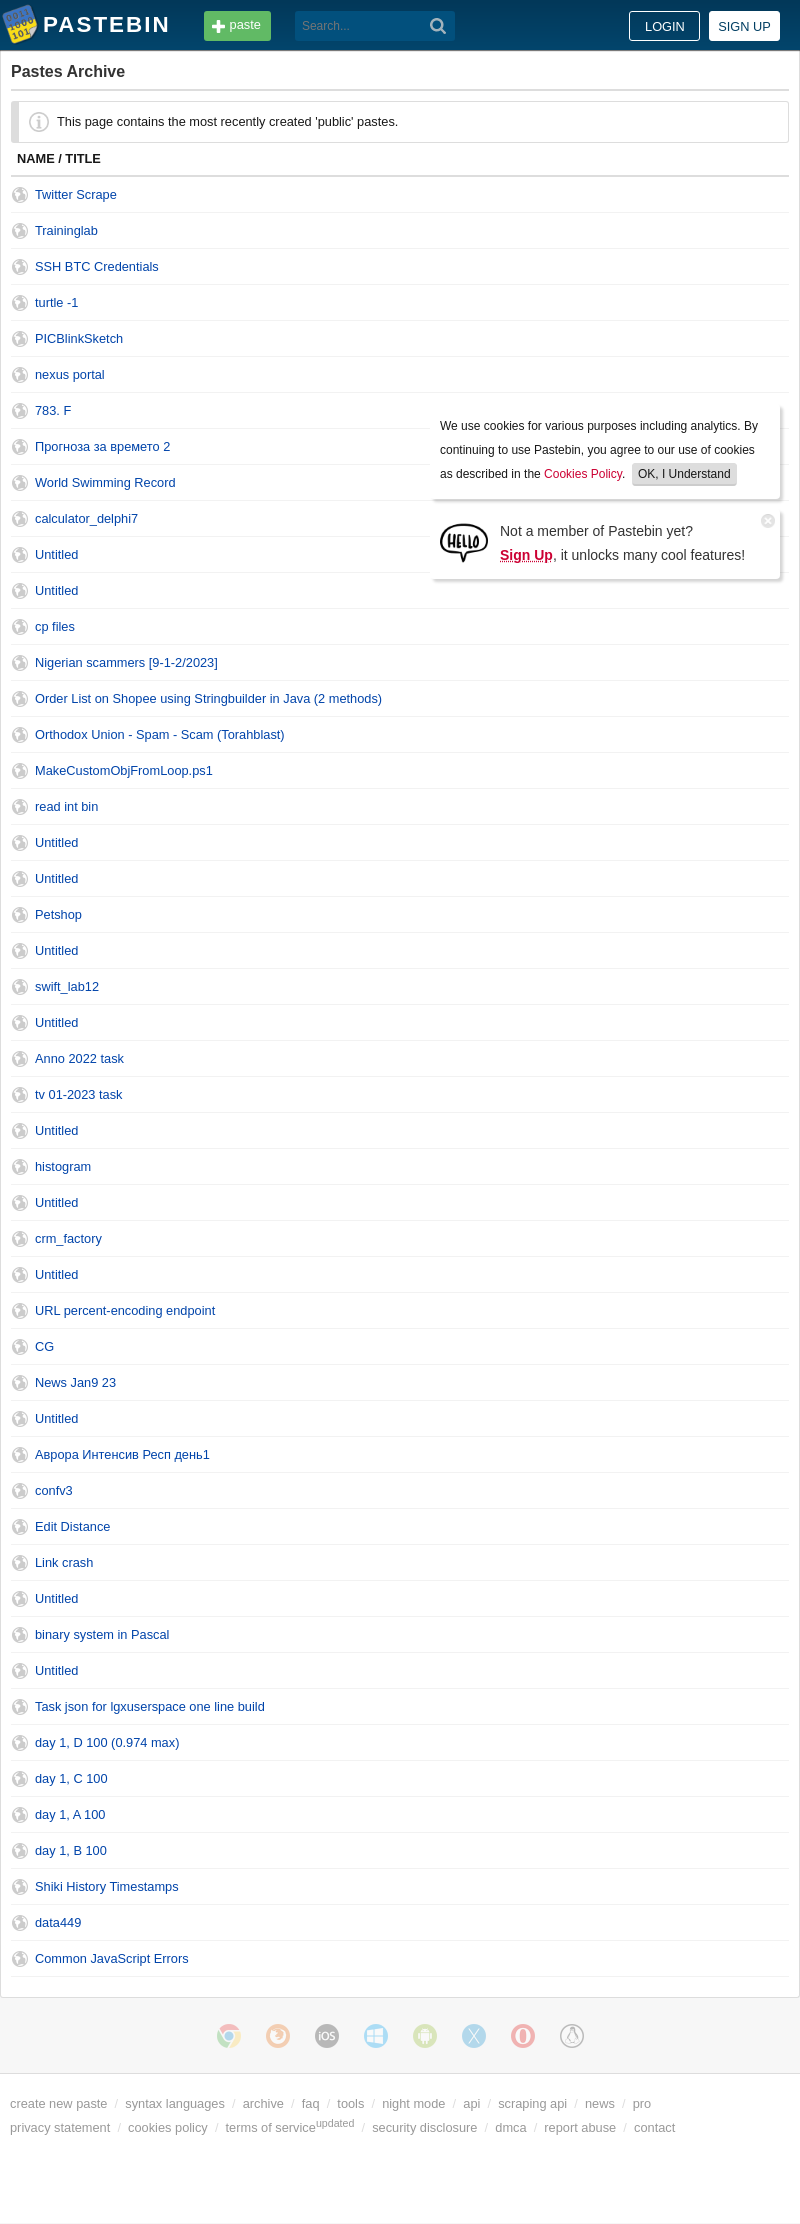 PASTEBIN paste Search... LOGIN SIGN UP
Pastes Archive
This page contains the most recently created 'public' pastes.
NAME / TITLE
Twitter Scrape
Traininglab
SSH BTC Credentials
turtle -1
PICBlinkSketch
nexus portal
783. F
Прогноза за времето 2
World Swimming Record
calculator_delphi7
Untitled
Untitled
cp files
Nigerian scammers [9-1-2/2023]
Order List on Shopee using Stringbuilder in Java (2 methods)
Orthodox Union - Spam - Scam (Torahblast)
MakeCustomObjFromLoop.ps1
read int bin
Untitled
Untitled
Petshop
Untitled
swift_lab12
Untitled
Anno 2022 task
tv 01-2023 task
Untitled
histogram
Untitled
crm_factory
Untitled
URL percent-encoding endpoint
CG
News Jan9 23
Untitled
Аврора Интенсив Респ день1
confv3
Edit Distance
Link crash
Untitled
binary system in Pascal
Untitled
Task json for lgxuserspace one line build
day 1, D 100 (0.974 max)
day 1, C 100
day 1, A 100
day 1, B 100
Shiki History Timestamps
data449
Common JavaScript Errors
We use cookies for various purposes including analytics. By
continuing to use Pastebin, you agree to our use of cookies
as described in the Cookies Policy. OK, I Understand
HELLO
Not a member of Pastebin yet?
Sign Up, it unlocks many cool features!
iOS
create new paste / syntax languages / archive / faq / tools / night mode / api / scraping api / news / pro
privacy statement / cookies policy / terms of service updated / security disclosure / dmca / report abuse / contact